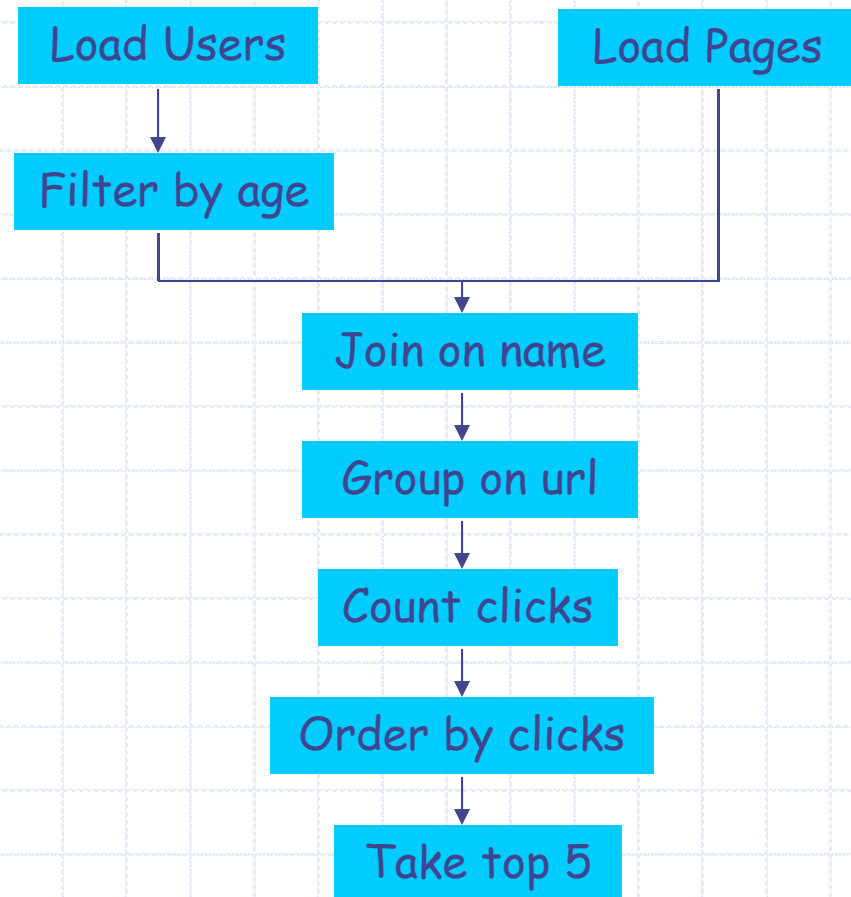 Load Users
Load Pages
Filter by age
Join on name
Group on url
Count clicks
Order by clicks
Take top 5